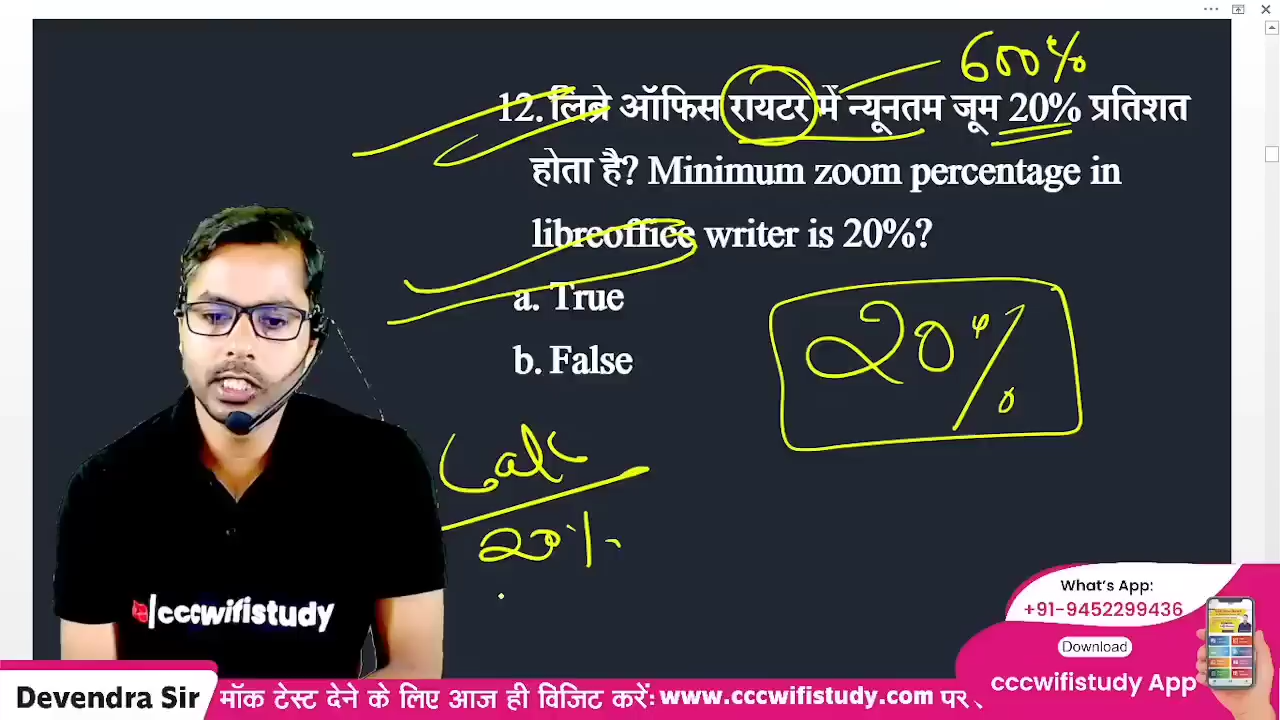 600%
12. लिब्रे ऑफिस रायटर में न्यूनतम जूम 20% प्रतिशत
होता है? Minimum zoom percentage in
libreoffice writer is 20%?
a. True
b. False
20%
Calc
20%
cccwifistudy
What's App:
+91-9452299436
Download
cccwifistudy App
Devendra Sir
मॉक टेस्ट देने के लिए आज ही विजिट करें: www.cccwifistudy.com पर